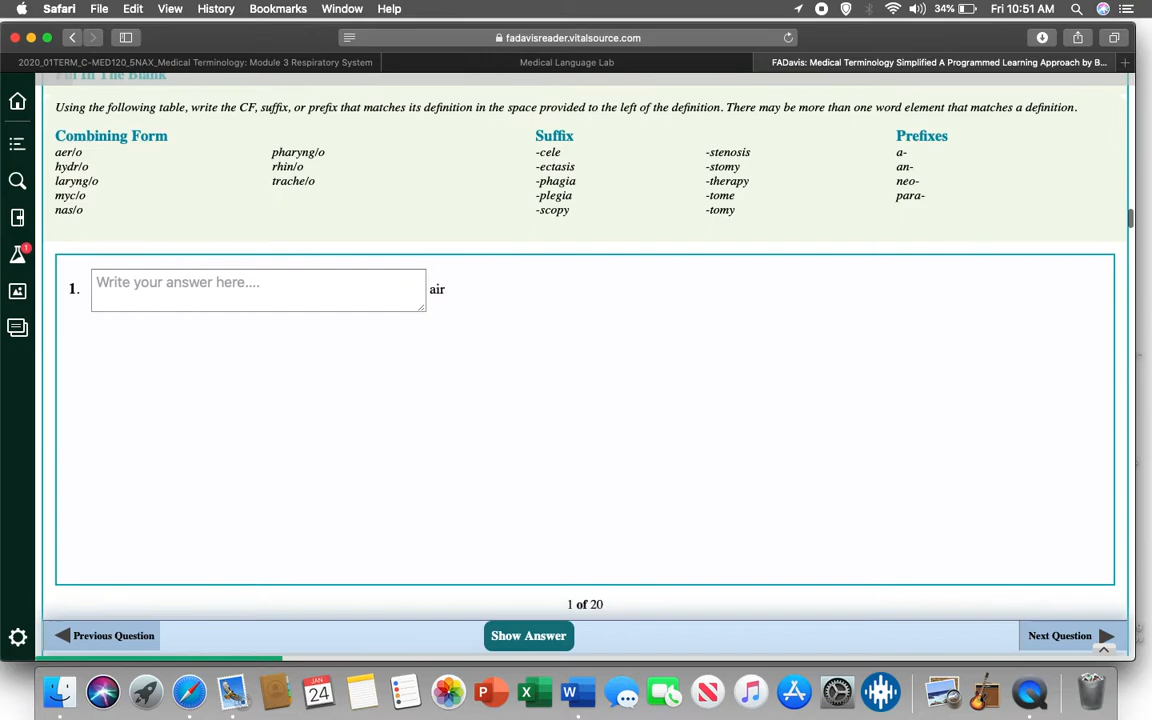 Safari File Edit View History Bookmarks Window Help 34% Fri 10:51 AM
fadavisreader.vitalsource.com
2020_01TERM_C-MED120_5NAX_Medical Terminology: Module 3 Respiratory System Medical Language Lab FADavis: Medical Terminology Simplified A Programmed Learning Approach by B...
Fill In The Blank
Using the following table, write the CF, suffix, or prefix that matches its definition in the space provided to the left of the definition. There may be more than one word element that matches a definition.
Combining Form Suffix Prefixes
aer/o pharyng/o -cele -stenosis a-
hydr/o rhin/o -ectasis -stomy an-
laryng/o trache/o -phagia -therapy neo-
myc/o -plegia -tome para-
nas/o -scopy -tomy
1
1. Write your answer here.... air
1 of 20
Previous Question Show Answer Next Question
JAN
24